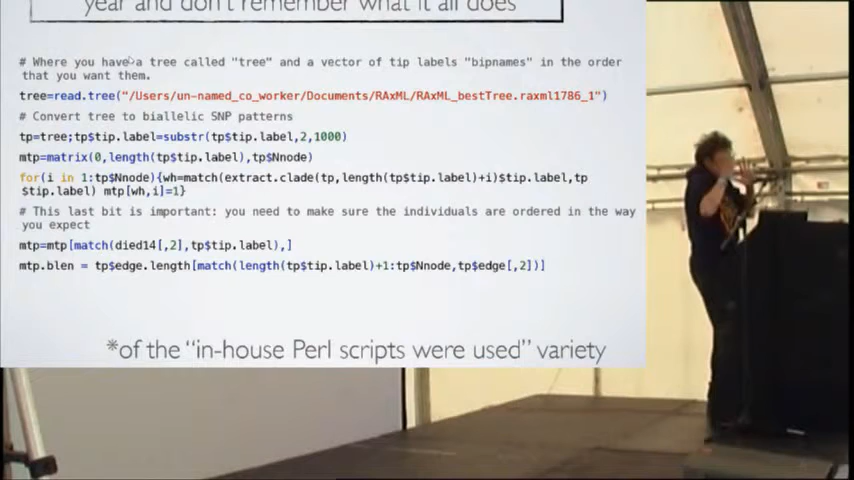 year and don't remember what it all does
# Where you have a tree called "tree" and a vector of tip labels "bipnames" in the order
that you want them.
tree=read.tree("/Users/un-named_co_worker/Documents/RAxML/RAxML_bestTree.raxml1786_1")
# Convert tree to biallelic SNP patterns
tp=tree;tp$tip.label=substr(tp$tip.label,2,1000)
mtp=matrix(0,length(tp$tip.label),tp$Nnode)
for(i in 1:tp$Nnode){wh=match(extract.clade(tp,length(tp$tip.label)+i)$tip.label,tp
$tip.label) mtp[wh,i]=1}
# This last bit is important: you need to make sure the individuals are ordered in the way
you expect
mtp=mtp[match(died14[,2],tp$tip.label),]
mtp.blen = tp$edge.length[match(length(tp$tip.label)+1:tp$Nnode,tp$edge[,2])]
*of the “in-house Perl scripts were used” variety